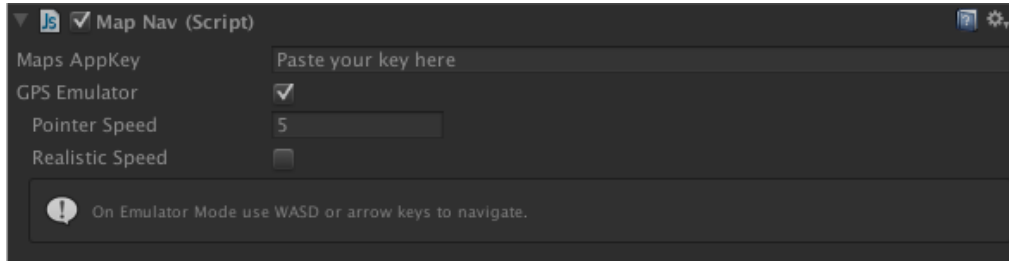 Js Map Nav (Script)
Maps AppKey Paste your key here
GPS Emulator
Pointer Speed 5
Realistic Speed
On Emulator Mode use WASD or arrow keys to navigate.